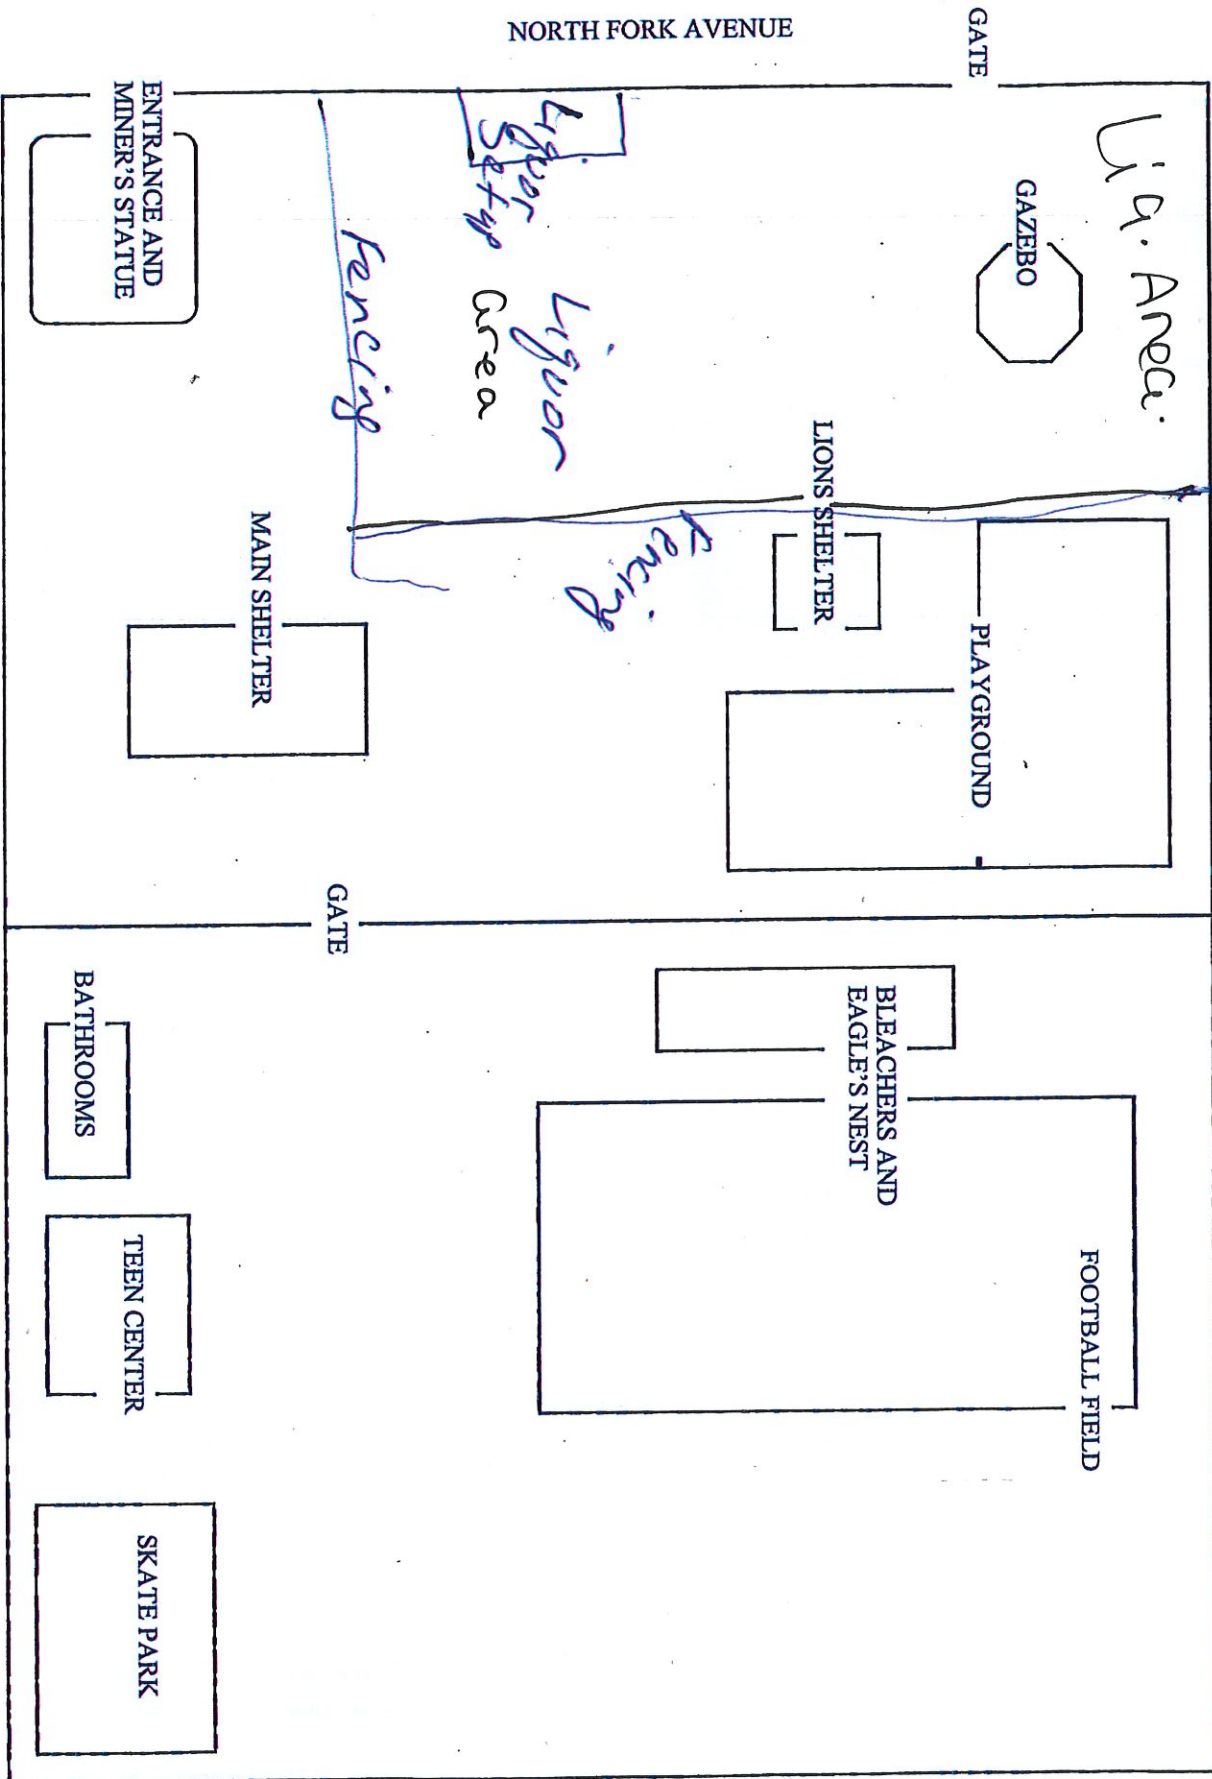 NORTH FORK AVENUE
GATE
ENTRANCE AND
MINER'S STATUE
Liquor
Setup
Liquor
area
Fencing
GAZEBO
Liq. Area.
LIONS SHELTER
Fencing
MAIN SHELTER
PLAYGROUND
GATE
BATHROOMS
BLEACHERS AND
EAGLE'S NEST
TEEN CENTER
FOOTBALL FIELD
SKATE PARK